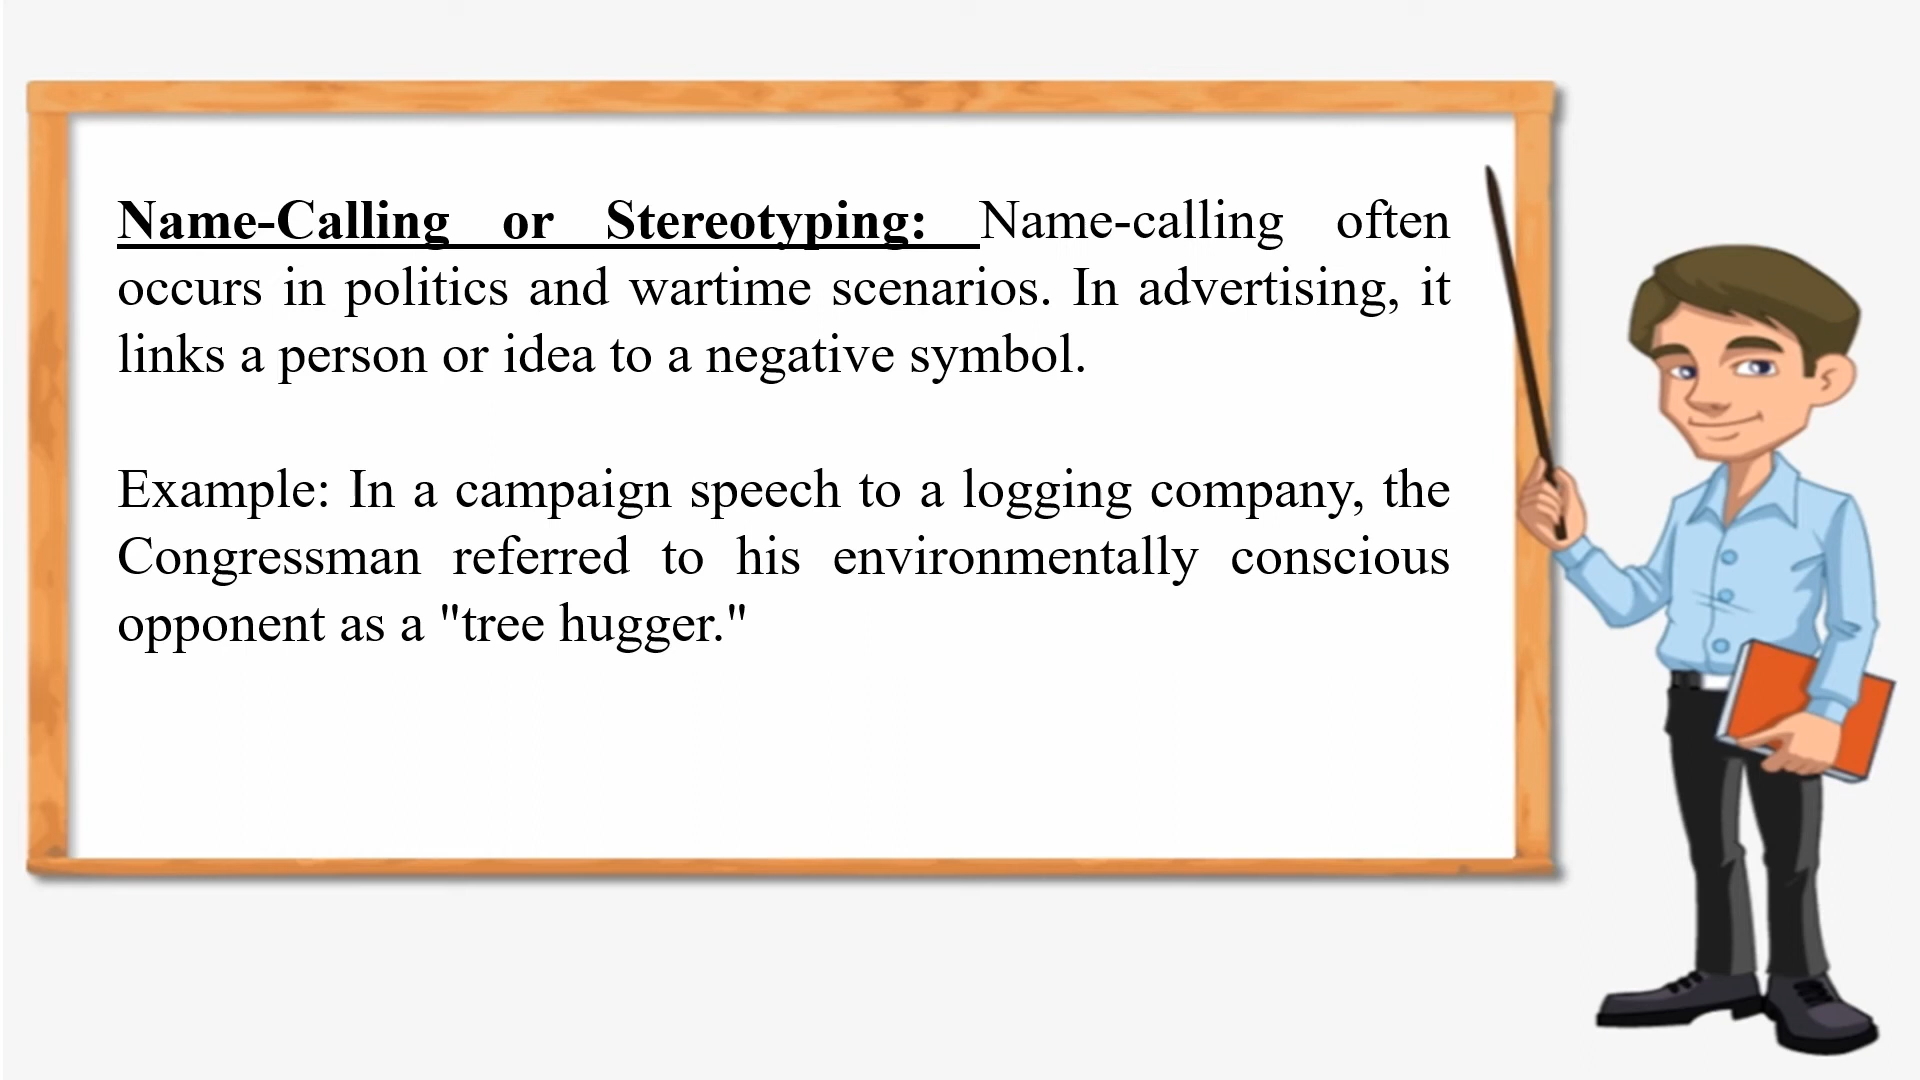 Name-Calling or Stereotyping: Name-calling often
occurs in politics and wartime scenarios. In advertising, it
links a person or idea to a negative symbol.
Example: In a campaign speech to a logging company, the
Congressman referred to his environmentally conscious
opponent as a "tree hugger."